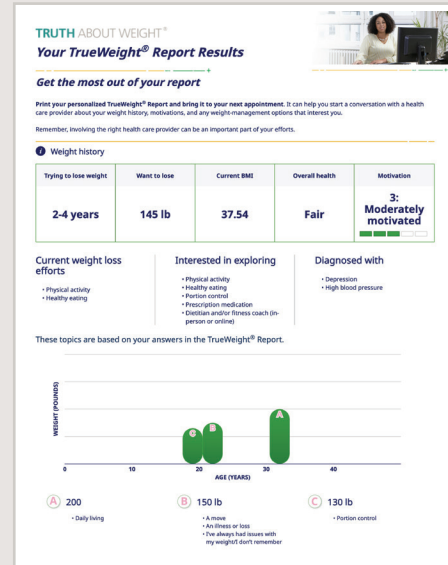 TRUTH ABOUT WEIGHT®
Your TrueWeight® Report Results
Get the most out of your report
Print your personalized TrueWeight® Report and bring it to your next appointment. It can help you start a conversation with a health
care provider about your weight history, motivations, and any weight-management options that interest you.
Remember, involving the right health care provider can be an important part of your efforts.
i Weight history
Trying to lose weight Want to lose Current BMI Overall health Motivation
2-4 years 145 lb 37.54 Fair 3:
Moderately
motivated
Current weight loss
efforts
• Physical activity
• Healthy eating
Interested in exploring
• Physical activity
• Healthy eating
• Portion control
• Prescription medication
• Dietitian and/or fitness coach (in-
person or online)
Diagnosed with
• Depression
• High blood pressure
These topics are based on your answers in the TrueWeight® Report.
WEIGHT (POUNDS)
C B A
0 10 20 30 40
AGE (YEARS)
A 200
• Daily living
B 150 lb
• A move
• An illness or loss
• I've always had issues with
my weight/I don't remember
C 130 lb
• Portion control